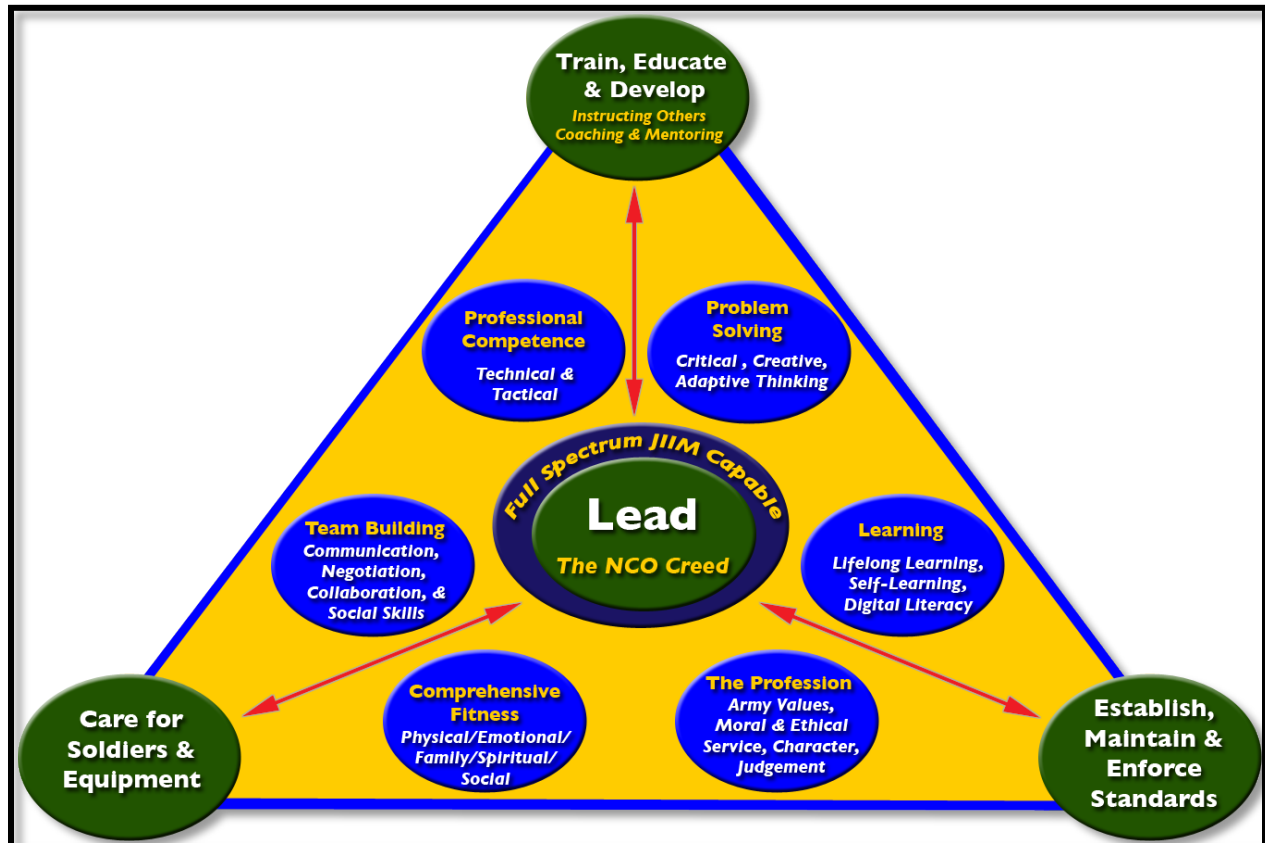 Train, Educate
& Develop
Instructing Others
Coaching & Mentoring
Professional
Competence
Technical &
Tactical
Problem
Solving
Critical , Creative,
Adaptive Thinking
Full Spectrum JIIM Capable
Lead
The NCO Creed
Team Building
Communication,
Negotiation,
Collaboration, &
Social Skills
Learning
Lifelong Learning,
Self-Learning,
Digital Literacy
Comprehensive
Fitness
Physical/Emotional/
Family/Spiritual/
Social
The Profession
Army Values,
Moral & Ethical
Service, Character,
Judgement
Care for
Soldiers &
Equipment
Establish,
Maintain &
Enforce
Standards